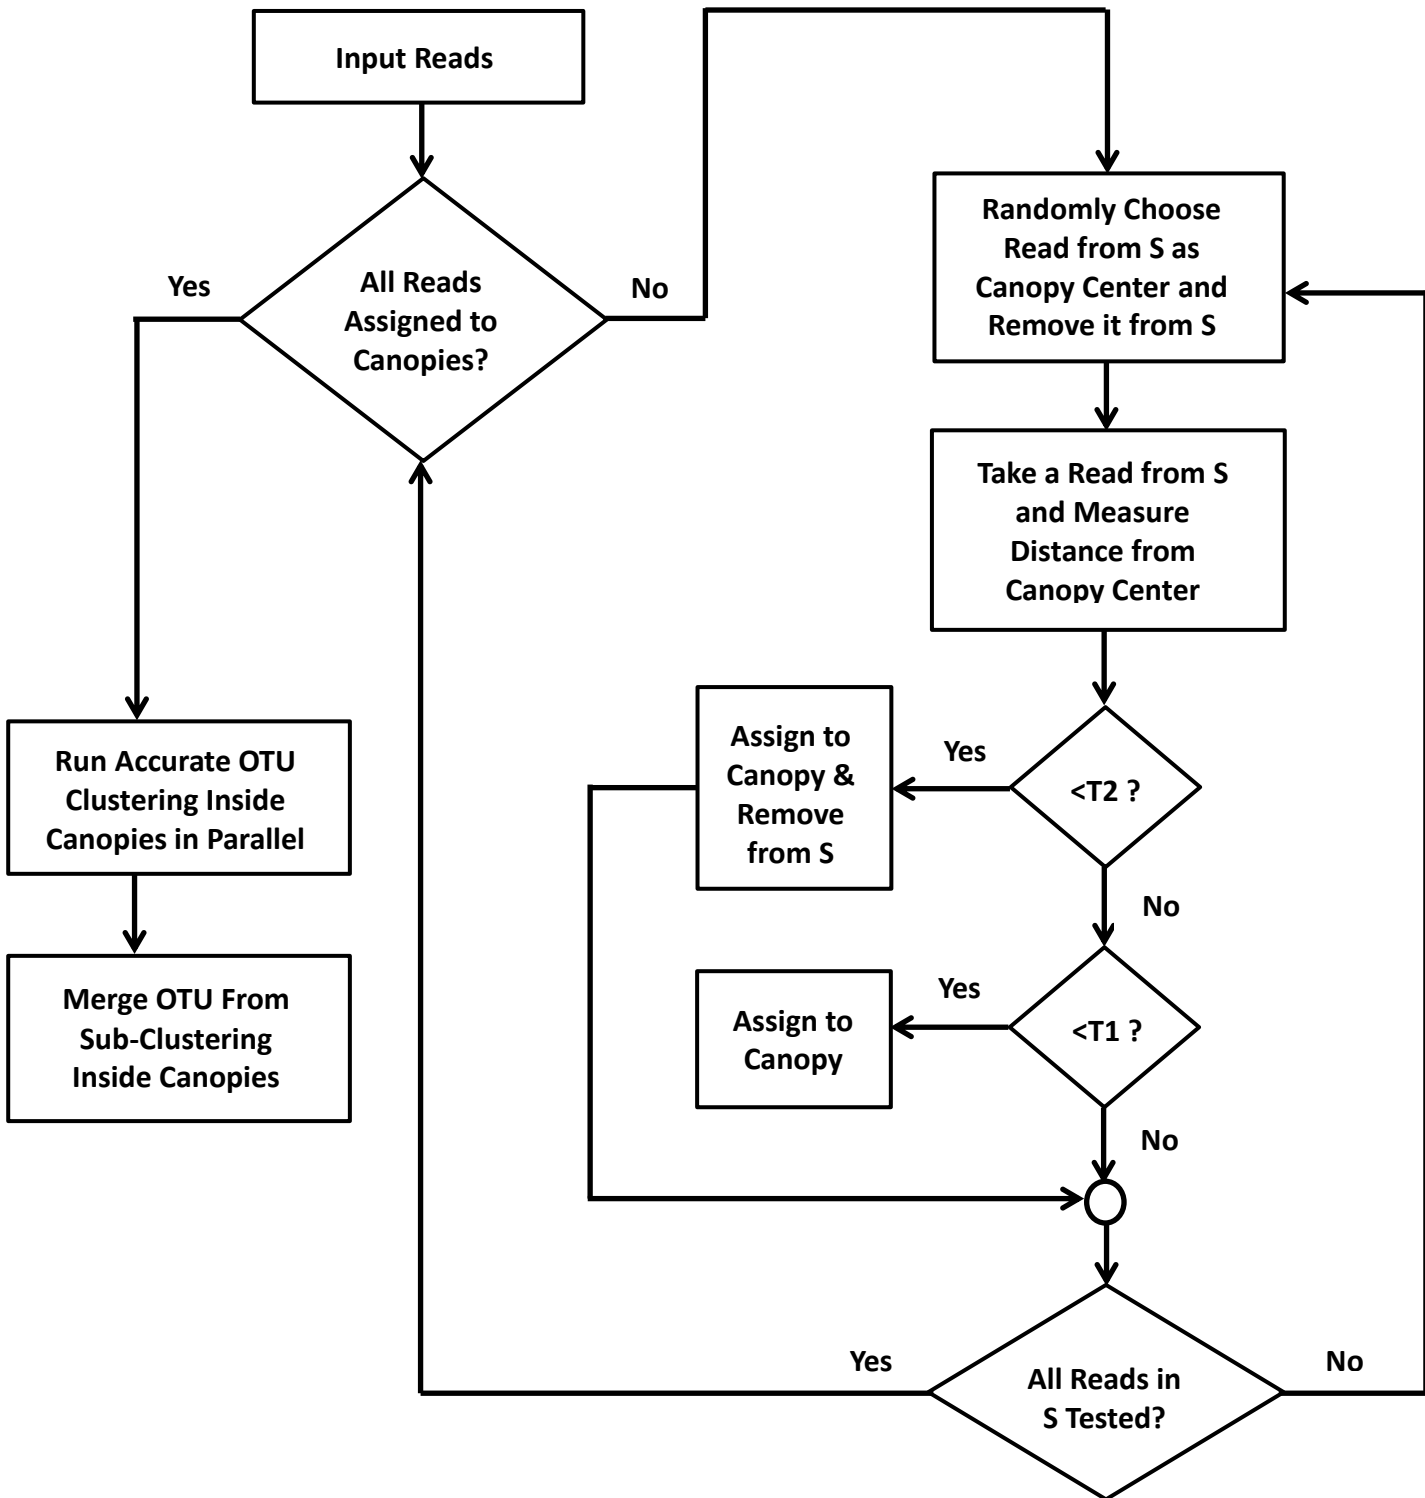 Input Reads
All Reads
Assigned to
Canopies?
Yes
No
Randomly Choose
Read from S as
Canopy Center and
Remove it from S
Take a Read from S
and Measure
Distance from
Canopy Center
<T2 ?
Yes
Assign to
Canopy &
Remove
from S
No
<T1 ?
Yes
Assign to
Canopy
No
All Reads in
S Tested?
Yes
No
Run Accurate OTU
Clustering Inside
Canopies in Parallel
Merge OTU From
Sub-Clustering
Inside Canopies